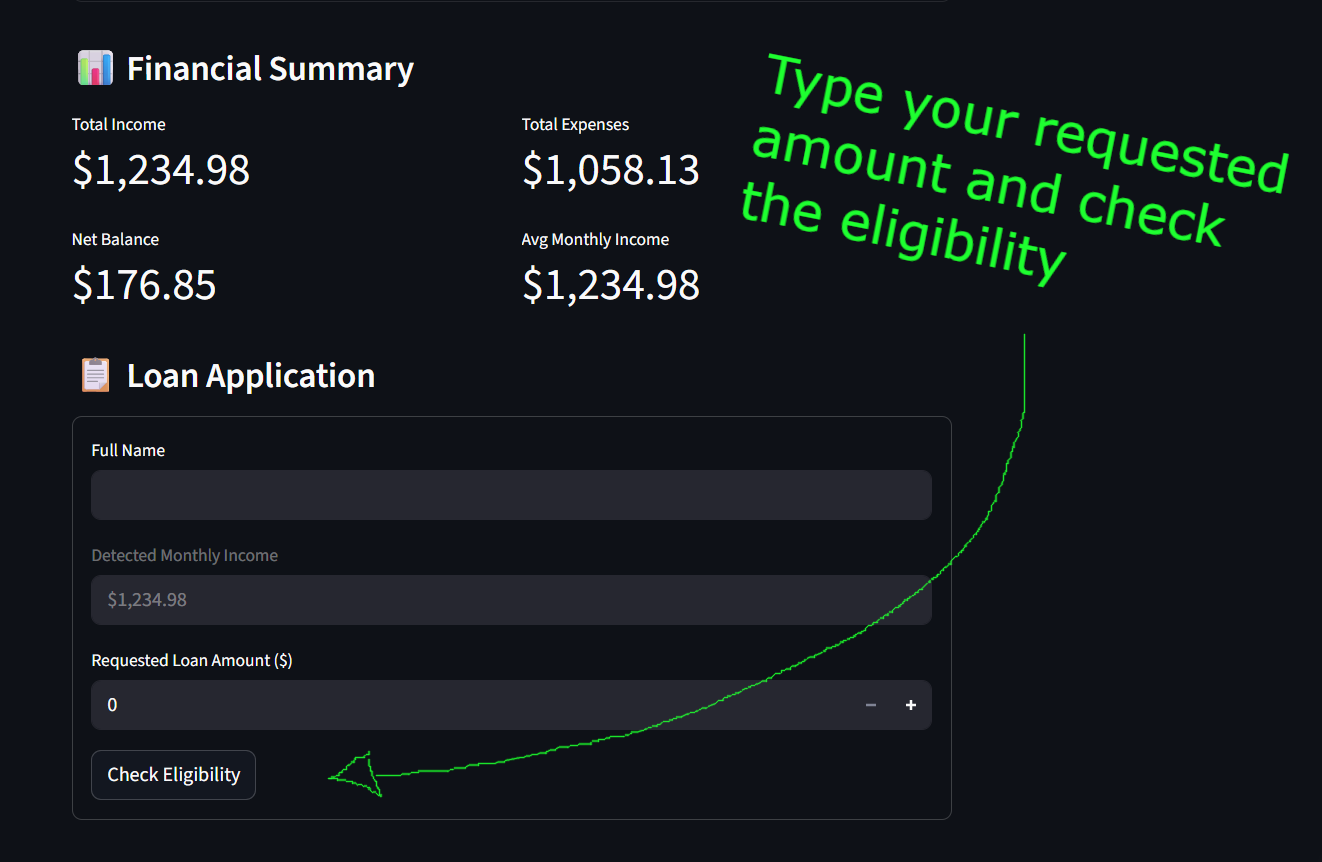 Financial Summary
Total Income
$1,234.98
Total Expenses
$1,058.13
Net Balance
$176.85
Avg Monthly Income
$1,234.98
Type your requested
amount and check
the eligibility
Loan Application
Full Name
Detected Monthly Income
$1,234.98
Requested Loan Amount ($)
0
Check Eligibility